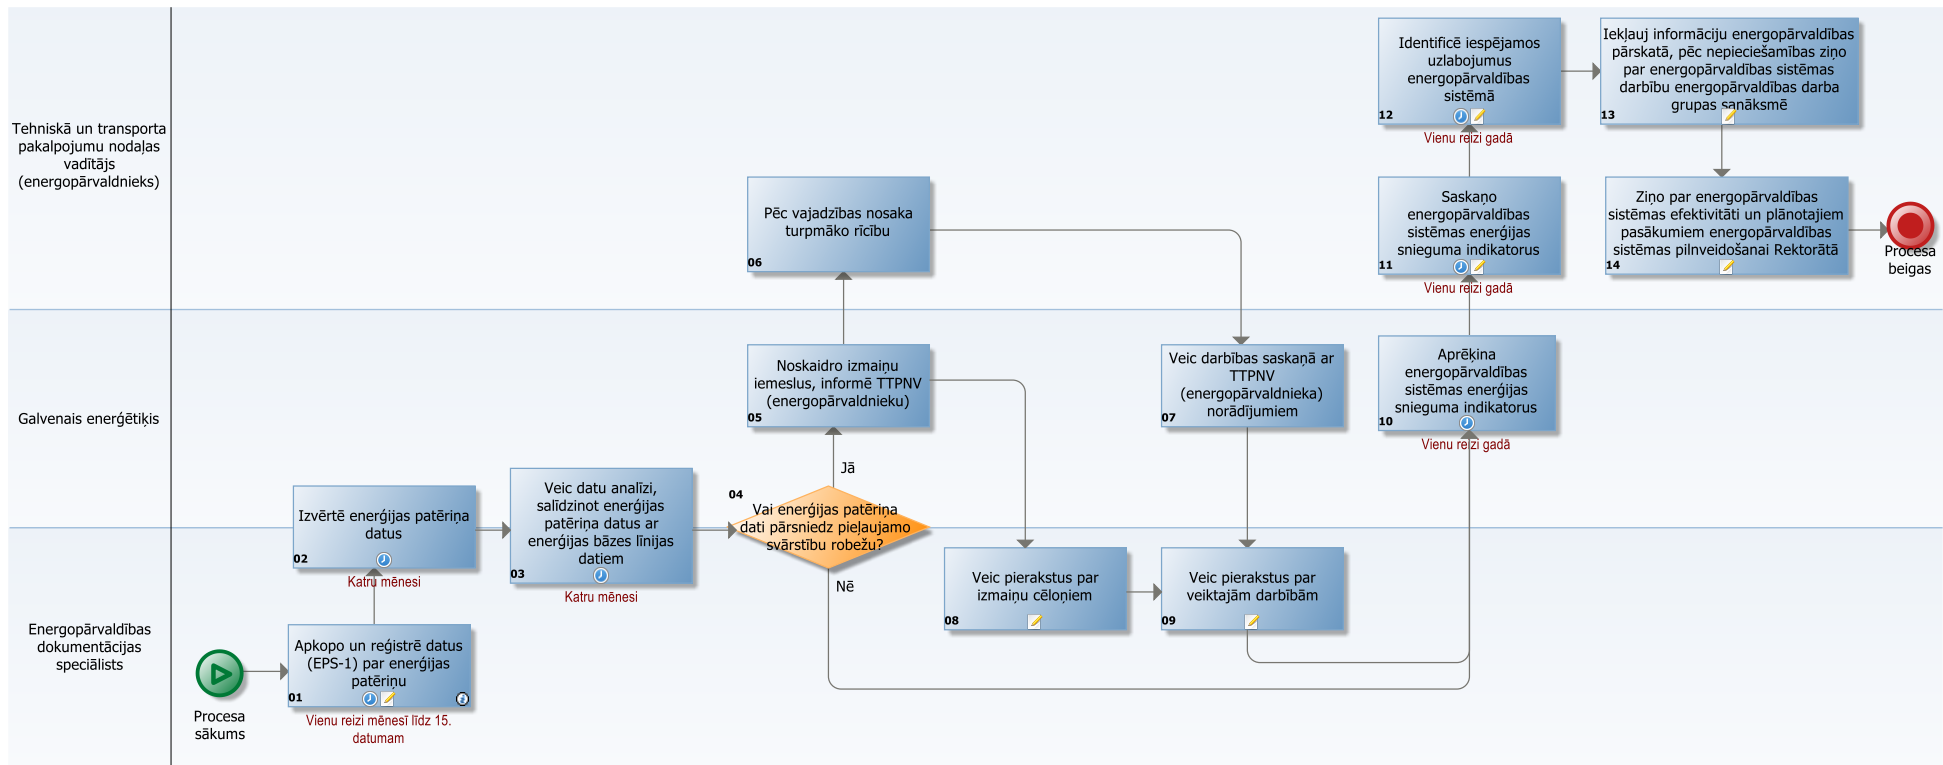 Tehniskā un transporta
pakalpojumu nodaļas
vadītājs
(energopārvaldnieks)
Galvenais enerģētiķis
Energopārvaldības
dokumentācijas
speciālists
Procesa
sākums
Apkopo un reģistrē datus
(EPS-1) par enerģijas
patēriņu
01
Vienu reizi mēnesī līdz 15.
datumam
Izvērtē enerģijas patēriņa
datus
02
Katru mēnesi
Veic datu analīzi,
salīdzinot enerģijas
patēriņa datus ar
enerģijas bāzes līnijas
datiem
03
Katru mēnesi
04
Vai enerģijas patēriņa
dati pārsniedz pieļaujamo
svārstību robežu?
Jā
Nē
Noskaidro izmaiņu
iemeslus, informē TTPNV
(energopārvaldnieku)
05
Pēc vajadzības nosaka
turpmāko rīcību
06
Veic darbības saskaņā ar
TTPNV
(energopārvaldnieka)
norādījumiem
07
Veic pierakstus par
izmaiņu cēloņiem
08
Veic pierakstus par
veiktajām darbībām
09
Aprēķina
energopārvaldības
sistēmas enerģijas
snieguma indikatorus
10
Vienu reizi gadā
Saskaņo
energopārvaldības
sistēmas enerģijas
snieguma indikatorus
11
Vienu reizi gadā
Identificē iespējamos
uzlabojumus
energopārvaldības
sistēmā
12
Vienu reizi gadā
Iekļauj informāciju energopārvaldības
pārskatā, pēc nepieciešamības ziņo
par energopārvaldības sistēmas
darbību energopārvaldības darba
grupas sanāksmē
13
Ziņo par energopārvaldības
sistēmas efektivitāti un plānotajiem
pasākumiem energopārvaldības
sistēmas pilnveidošanai Rektorātā
14
Procesa
beigas